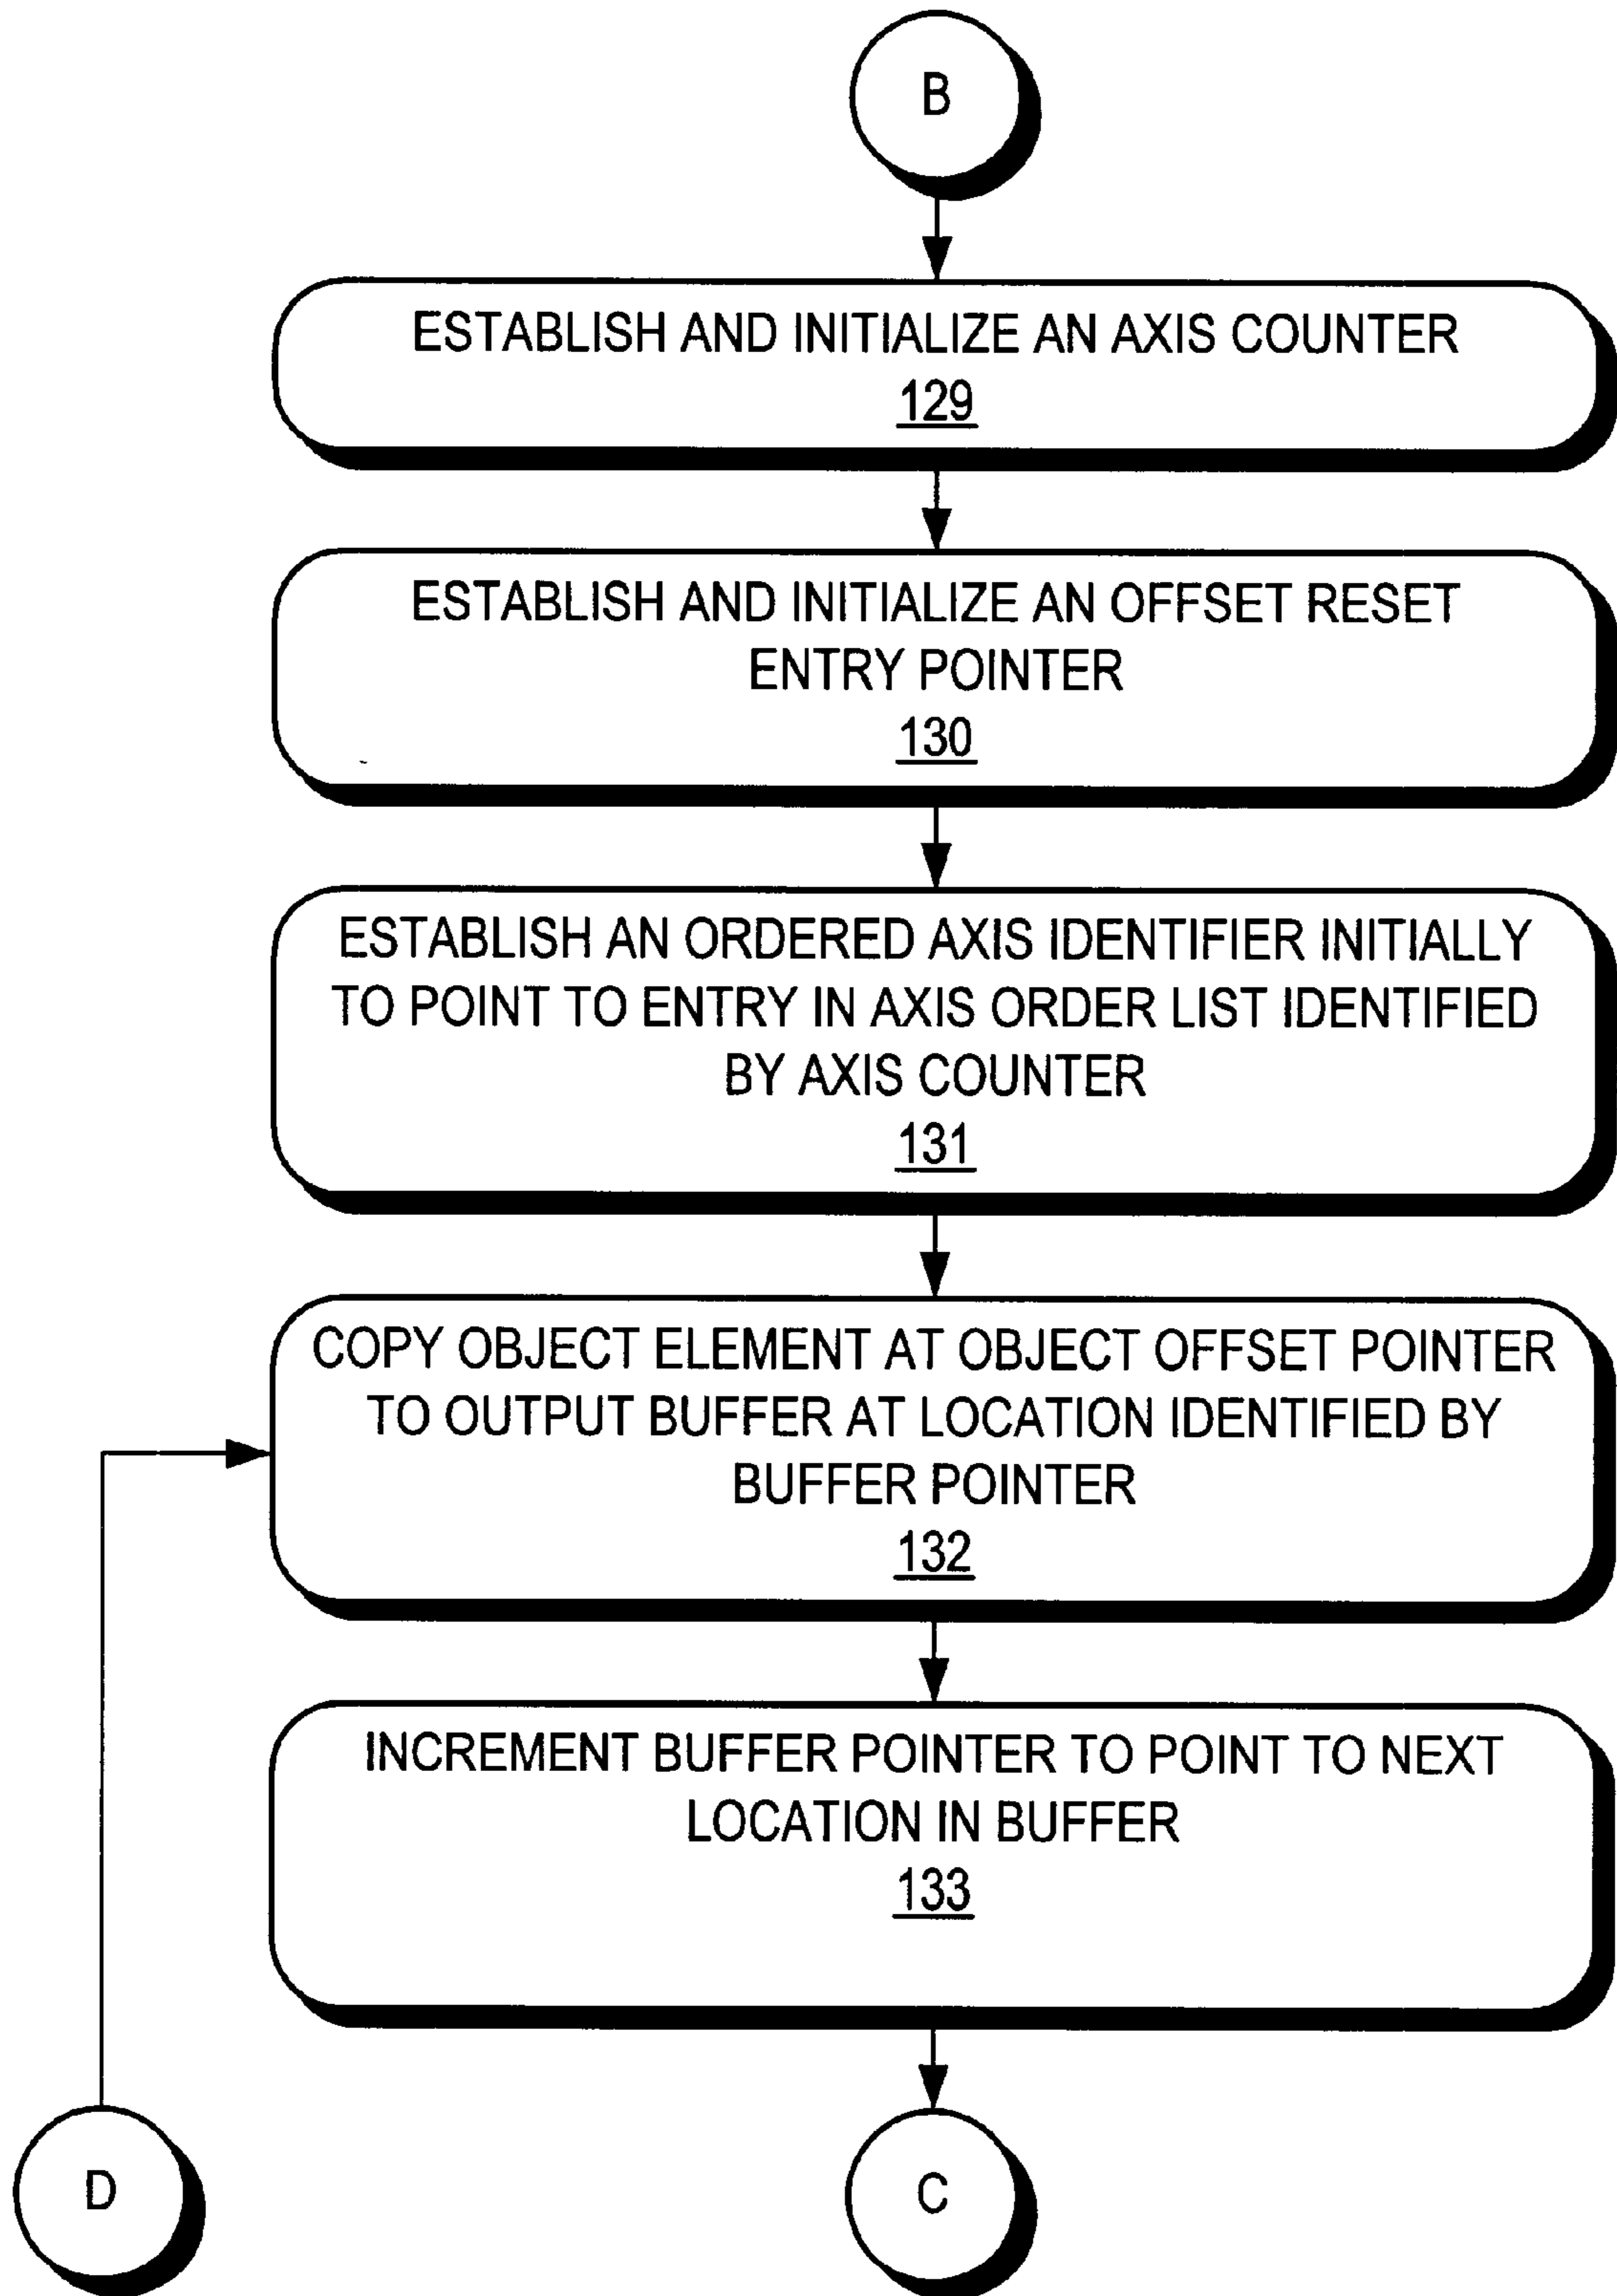 B
ESTABLISH AND INITIALIZE AN AXIS COUNTER
129
ESTABLISH AND INITIALIZE AN OFFSET RESET
ENTRY POINTER
130
ESTABLISH AN ORDERED AXIS IDENTIFIER INITIALLY
TO POINT TO ENTRY IN AXIS ORDER LIST IDENTIFIED
BY AXIS COUNTER
131
COPY OBJECT ELEMENT AT OBJECT OFFSET POINTER
TO OUTPUT BUFFER AT LOCATION IDENTIFIED BY
BUFFER POINTER
132
INCREMENT BUFFER POINTER TO POINT TO NEXT
LOCATION IN BUFFER
133
D
C